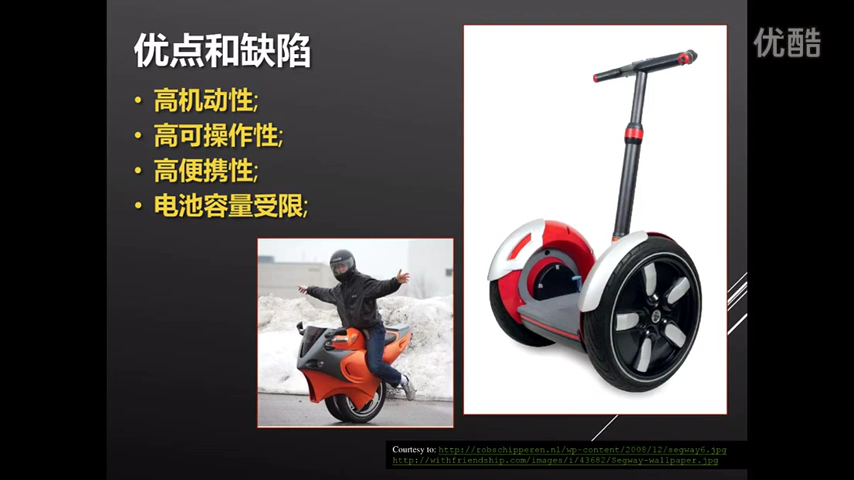 优点和缺陷
优酷
• 高机动性;
• 高可操作性;
• 高便携性;
• 电池容量受限;
Courtesy to: http://robschipperen.nl/wp-content/2008/12/segway6.jpg
http://withfriendship.com/images/i/43682/Segway-wallpaper.jpg